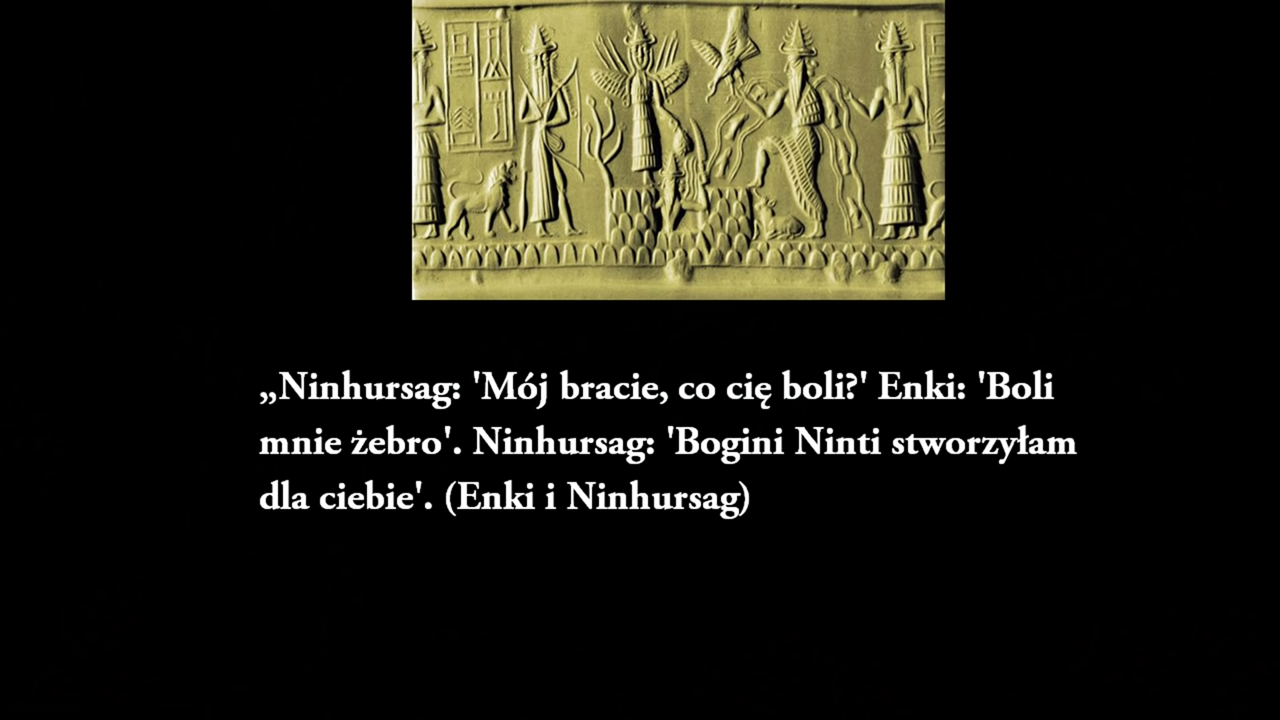 „Ninhursag: 'Mój bracie, co cię boli?' Enki: 'Boli
mnie żebro'. Ninhursag: 'Bogini Ninti stworzyłam
dla ciebie'. (Enki i Ninhursag)